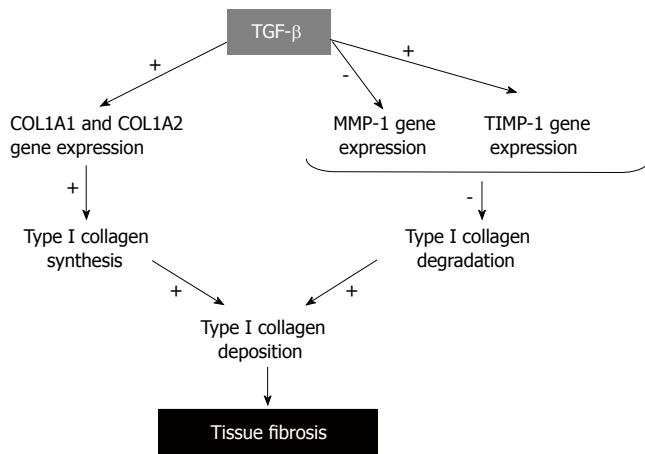 TGF-β
+
-
+
COL1A1 and COL1A2
gene expression
MMP-1 gene
expression
TIMP-1 gene
expression
+
-
Type I collagen
synthesis
Type I collagen
degradation
+
+
Type I collagen
deposition
Tissue fibrosis